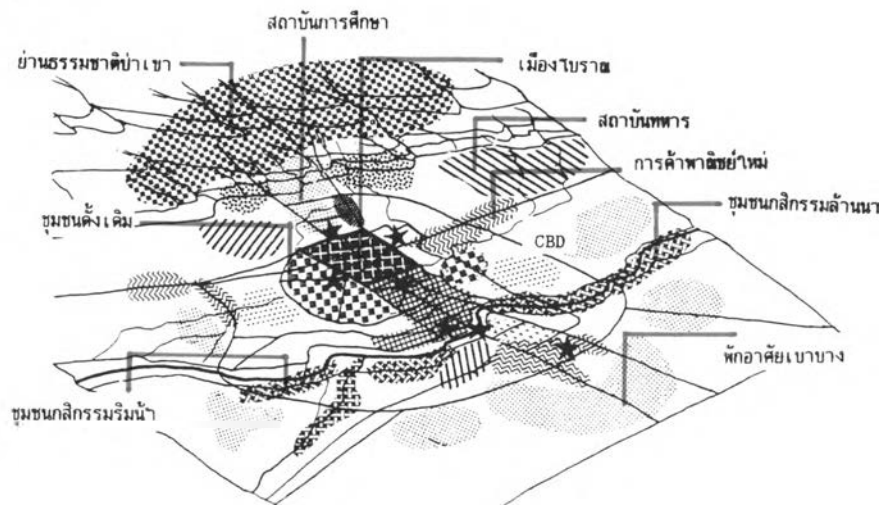 สถาบันการศึกษา
ย่านธรรมชาติป่าเขา
เมืองโบราณ
สถาบันทหาร
การค้าพาณิชย์ใหม่
ชุมชนกสิกรรมล้านนา
ชุมชนดั้งเดิม
CBD
พักอาศัยเบาบาง
ชุมชนกสิกรรมริมน้ำ